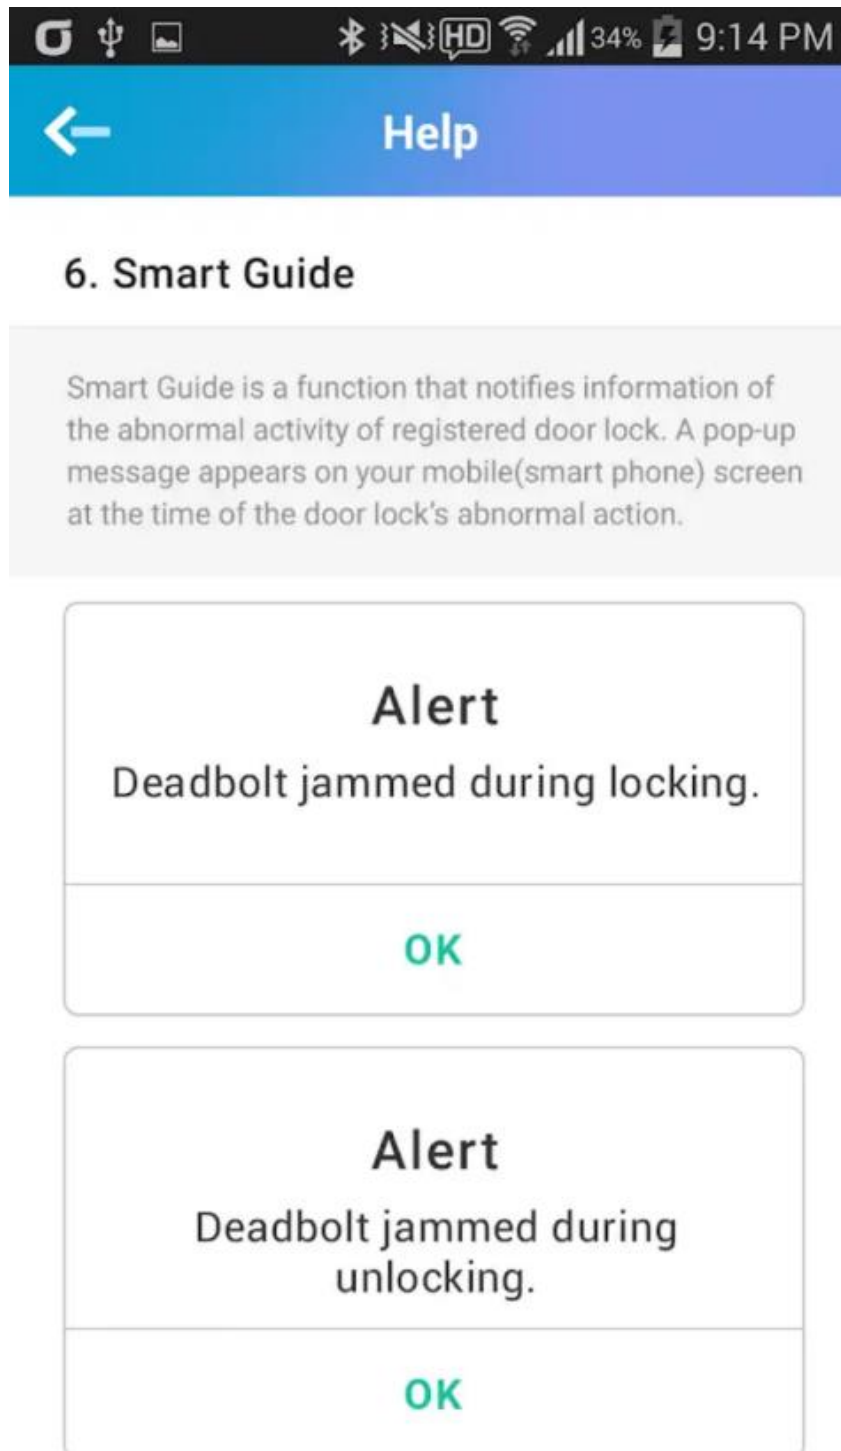 HD 34% 9:14 PM
Help
6. Smart Guide
Smart Guide is a function that notifies information of
the abnormal activity of registered door lock. A pop-up
message appears on your mobile(smart phone) screen
at the time of the door lock's abnormal action.
Alert
Deadbolt jammed during locking.
OK
Alert
Deadbolt jammed during
unlocking.
OK